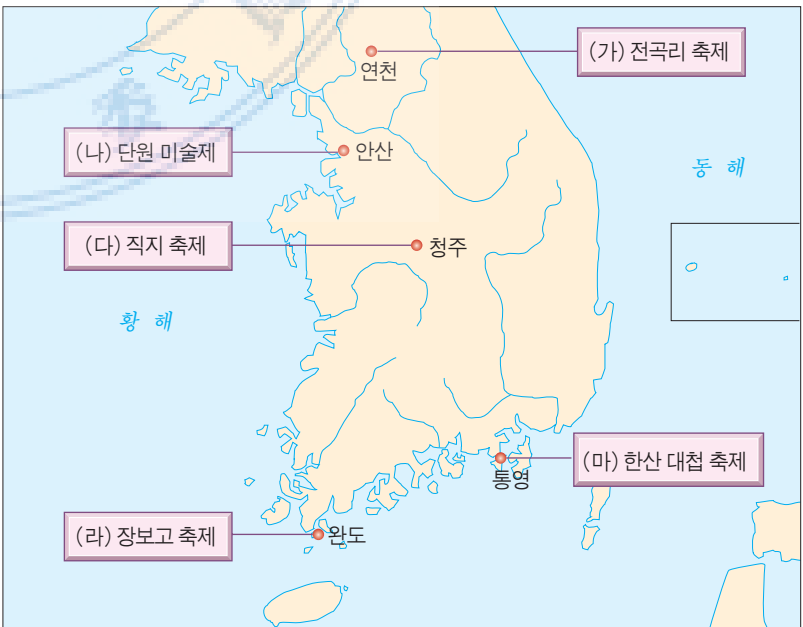 (가) 전곡리 축제
연천
(나) 단원 미술제
안산
동 해
(다) 직지 축제
청주
황 해
(마) 한산 대첩 축제
통영
(라) 장보고 축제
완도